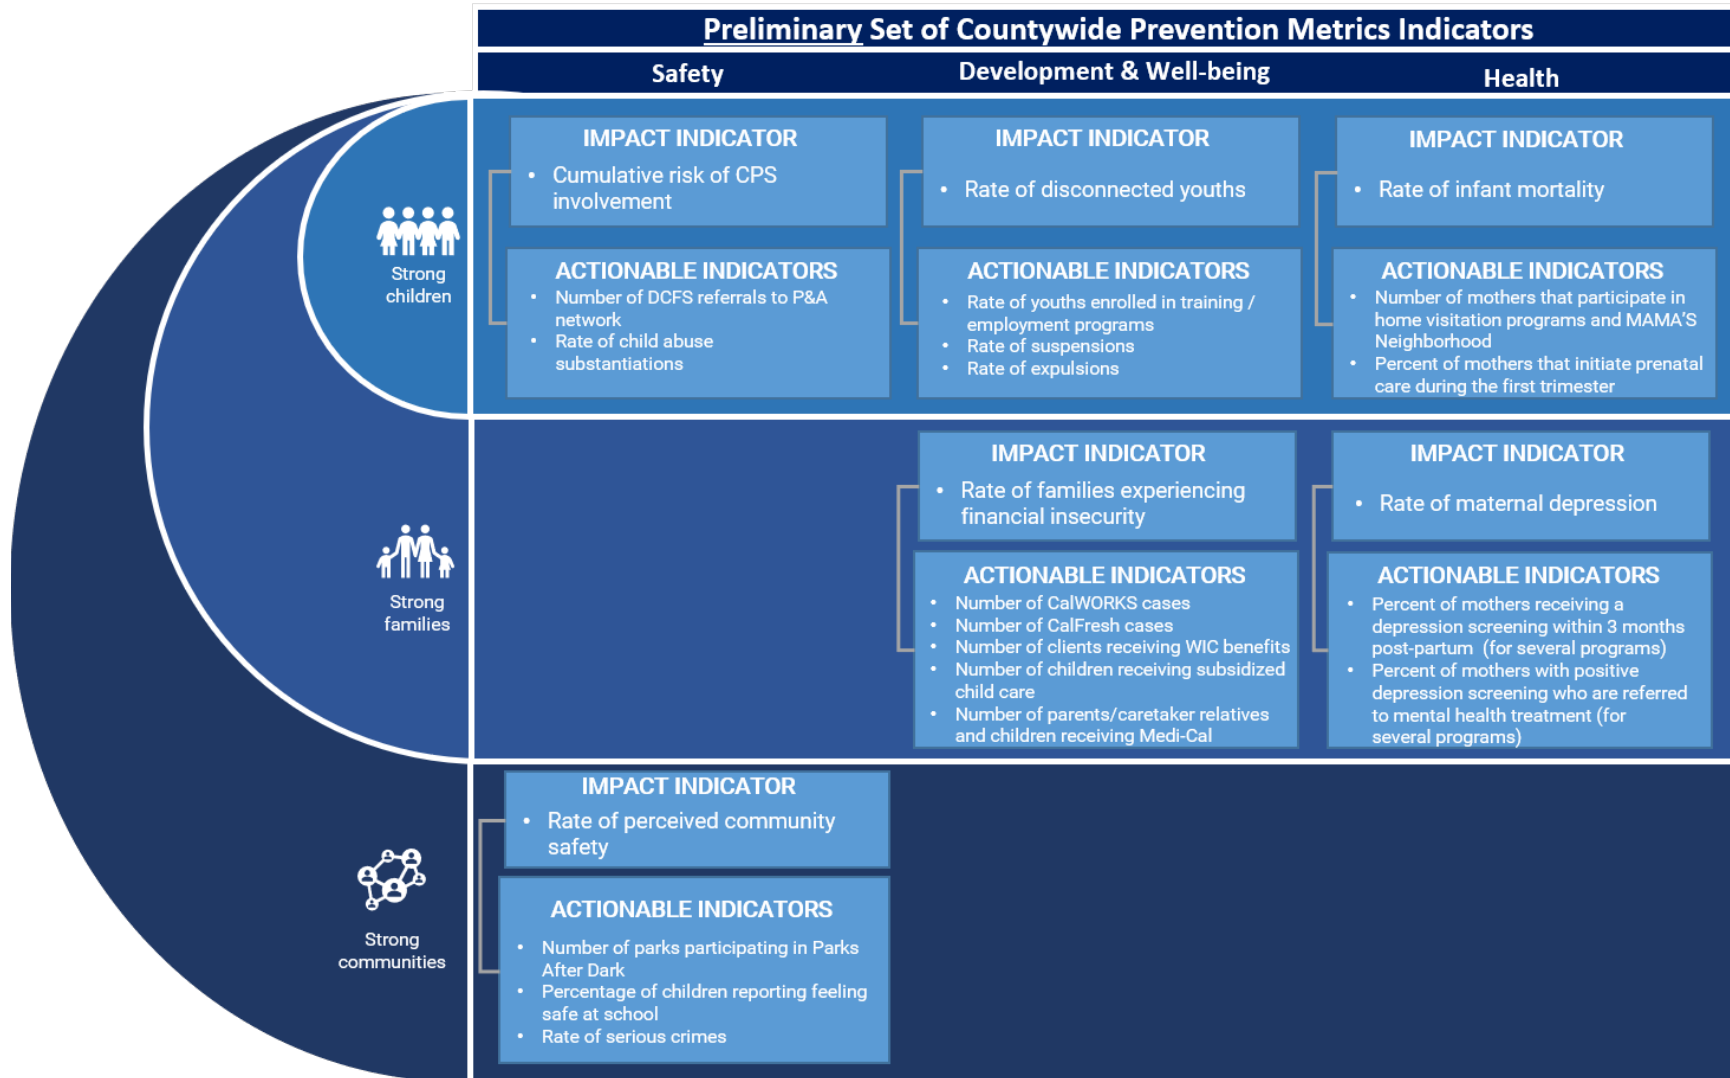 Preliminary Set of Countywide Prevention Metrics Indicators
Safety
Development & Well-being
Health
Strong
children
IMPACT INDICATOR
• Cumulative risk of CPS
involvement
ACTIONABLE INDICATORS
• Number of DCFS referrals to P&A
network
• Rate of child abuse
substantiations
IMPACT INDICATOR
• Rate of disconnected youths
ACTIONABLE INDICATORS
• Rate of youths enrolled in training /
employment programs
• Rate of suspensions
• Rate of expulsions
IMPACT INDICATOR
• Rate of infant mortality
ACTIONABLE INDICATORS
• Number of mothers that participate in
home visitation programs and MAMA'S
Neighborhood
• Percent of mothers that initiate prenatal
care during the first trimester
Strong
families
IMPACT INDICATOR
• Rate of families experiencing
financial insecurity
ACTIONABLE INDICATORS
• Number of CalWORKS cases
• Number of CalFresh cases
• Number of clients receiving WIC benefits
• Number of children receiving subsidized
child care
• Number of parents/caretaker relatives
and children receiving Medi-Cal
IMPACT INDICATOR
• Rate of maternal depression
ACTIONABLE INDICATORS
• Percent of mothers receiving a
depression screening within 3 months
post-partum (for several programs)
• Percent of mothers with positive
depression screening who are referred
to mental health treatment (for
several programs)
Strong
communities
IMPACT INDICATOR
• Rate of perceived community
safety
ACTIONABLE INDICATORS
• Number of parks participating in Parks
After Dark
• Percentage of children reporting feeling
safe at school
• Rate of serious crimes